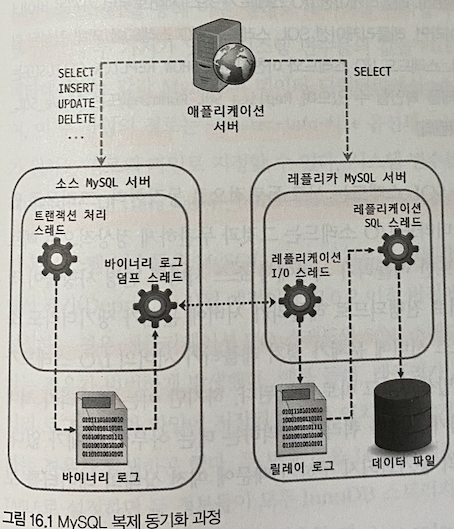 SELECT
INSERT
UPDATE
DELETE
...
애플리케이션
서버
SELECT
소스 MySQL 서버
트랜잭션 처리
스레드
바이너리 로그
덤프 스레드
바이너리 로그
레플리카 MySQL 서버
레플리케이션
SQL 스레드
레플리케이션
I/O 스레드
릴레이 로그
데이터 파일
그림 16.1 MySQL 복제 동기화 과정